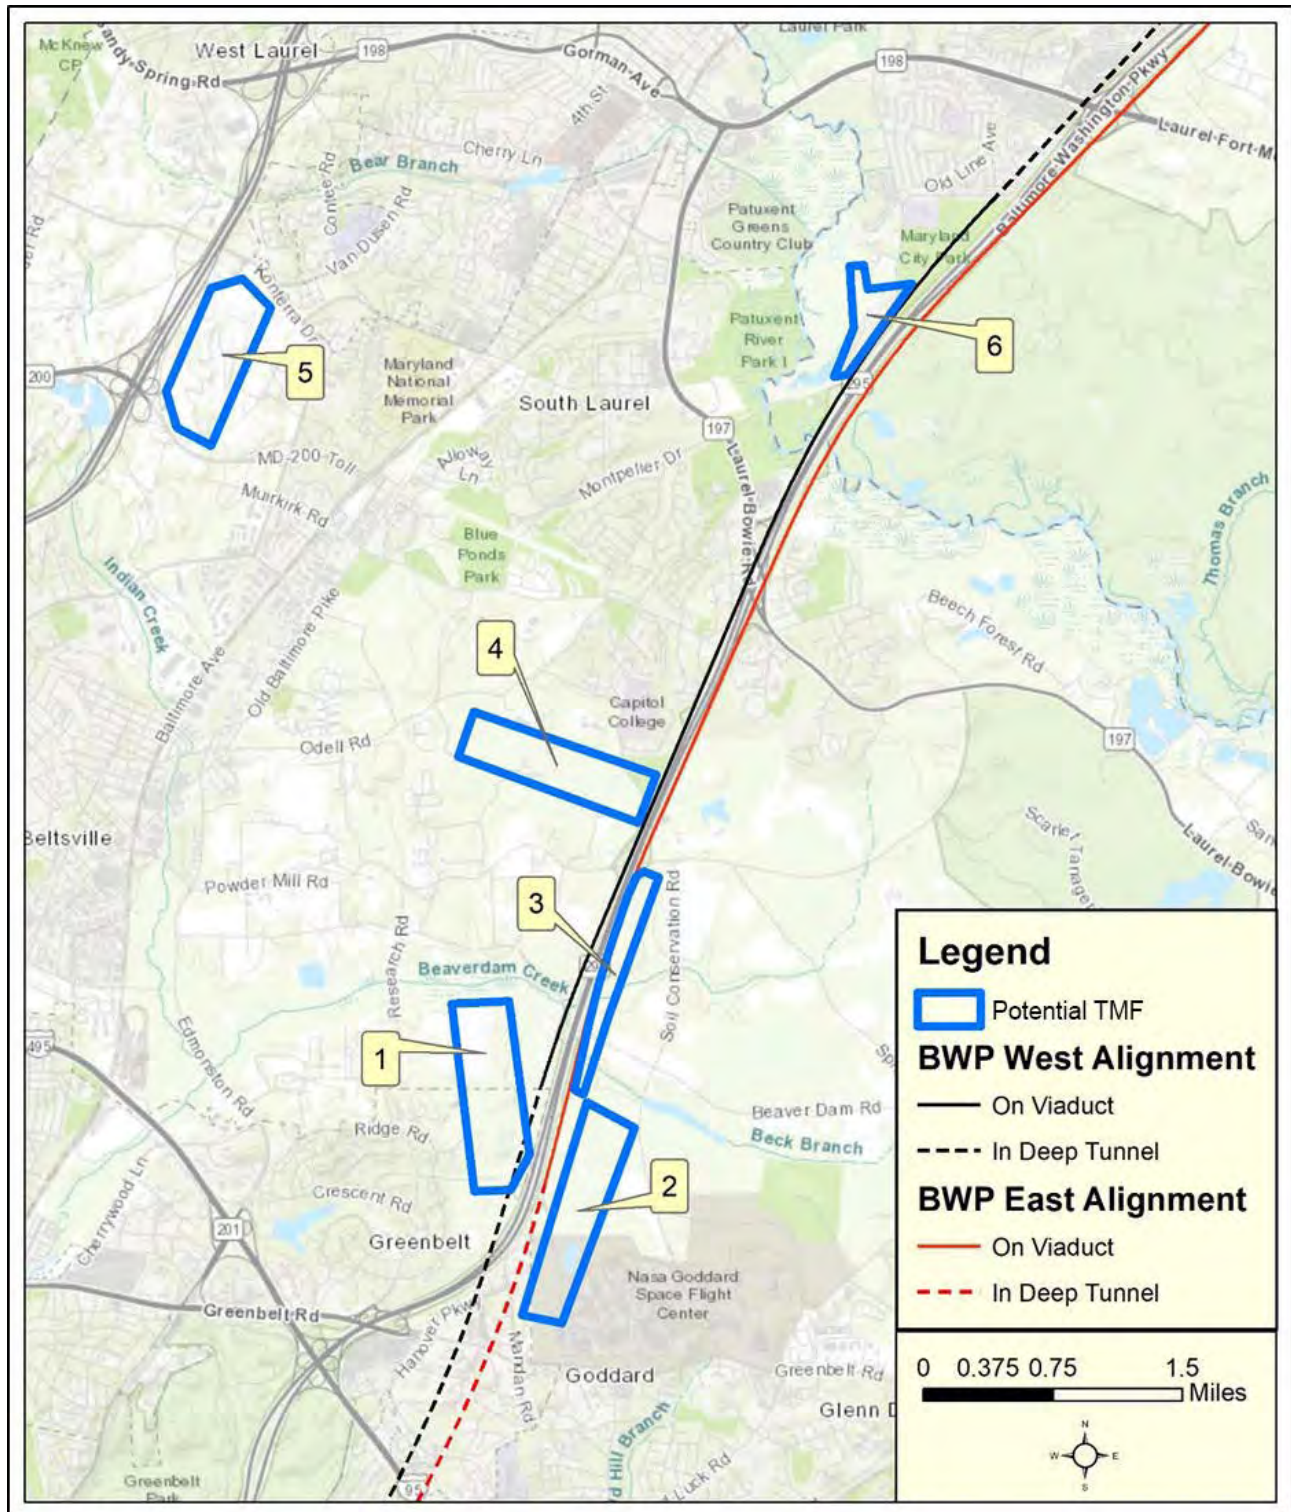 McKnew
CP
Sandy-Spring-Rd
West Laurel
198
Gorman-Ave
Laurel Park
198
Baltimore-Washington-Pkwy
4th St
Cherry Ln
Bear Branch
Contee Rd
Van Dusen Rd
Old Line Ave
Patuxent
Greens
Country Club
Maryland
City Park
Konterra Dr
5
200
Maryland
National
Memorial
Park
South Laurel
Patuxent
River
Park I
6
95
197
MD-200-Toll
Muirkirk Rd
Alloway
Ln
Montpelier Dr
Laurel-Bowie-Rd
Thomas Branch
Blue
Ponds
Park
Indian Creek
Baltimore Ave
Old Baltimore Pike
Beech Forest Rd
4
Capitol
College
Odell Rd
197
Beltsville
Powder Mill Rd
Scarlet Tanager
Laurel-Bowie
3
Research Rd
Beaverdam Creek
Soil Conservation Rd
495
Edmonston Rd
1
Ridge Rd
Beaver Dam Rd
Beck Branch
Crescent Rd
2
Cherrywood Ln
201
Greenbelt
Nasa Goddard
Space Flight
Center
Greenbelt Rd
Hanover Pkwy
Mandan Rd
Goddard
Greenbelt Rd
Glenn D
Luck Rd
Greenbelt
Park
95
Legend
Potential TMF
BWP West Alignment
On Viaduct
In Deep Tunnel
BWP East Alignment
On Viaduct
In Deep Tunnel
0 0.375 0.75 1.5
Miles
N
W E
S